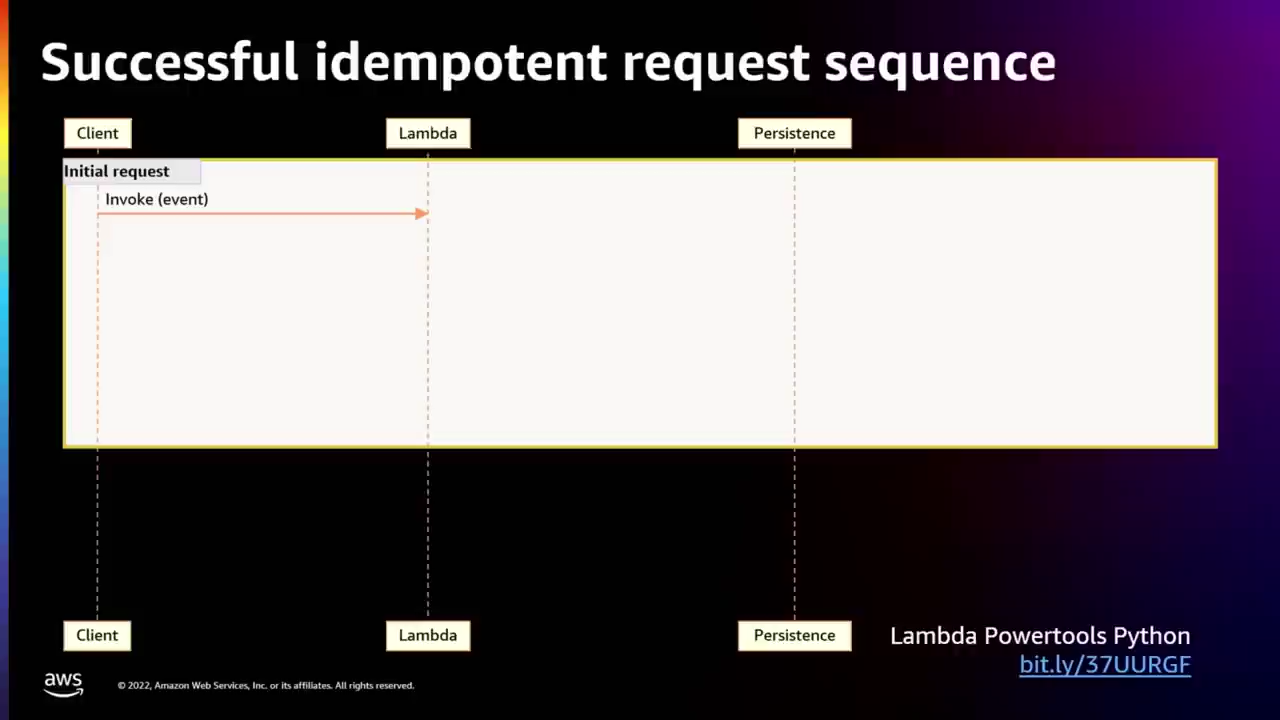 Successful idempotent request sequence
Client
Lambda
Persistence
Initial request
Invoke (event)
Client
Lambda
Persistence
Lambda Powertools Python
bit.ly/37UURGF
aws
© 2022, Amazon Web Services, Inc. or its affiliates. All rights reserved.